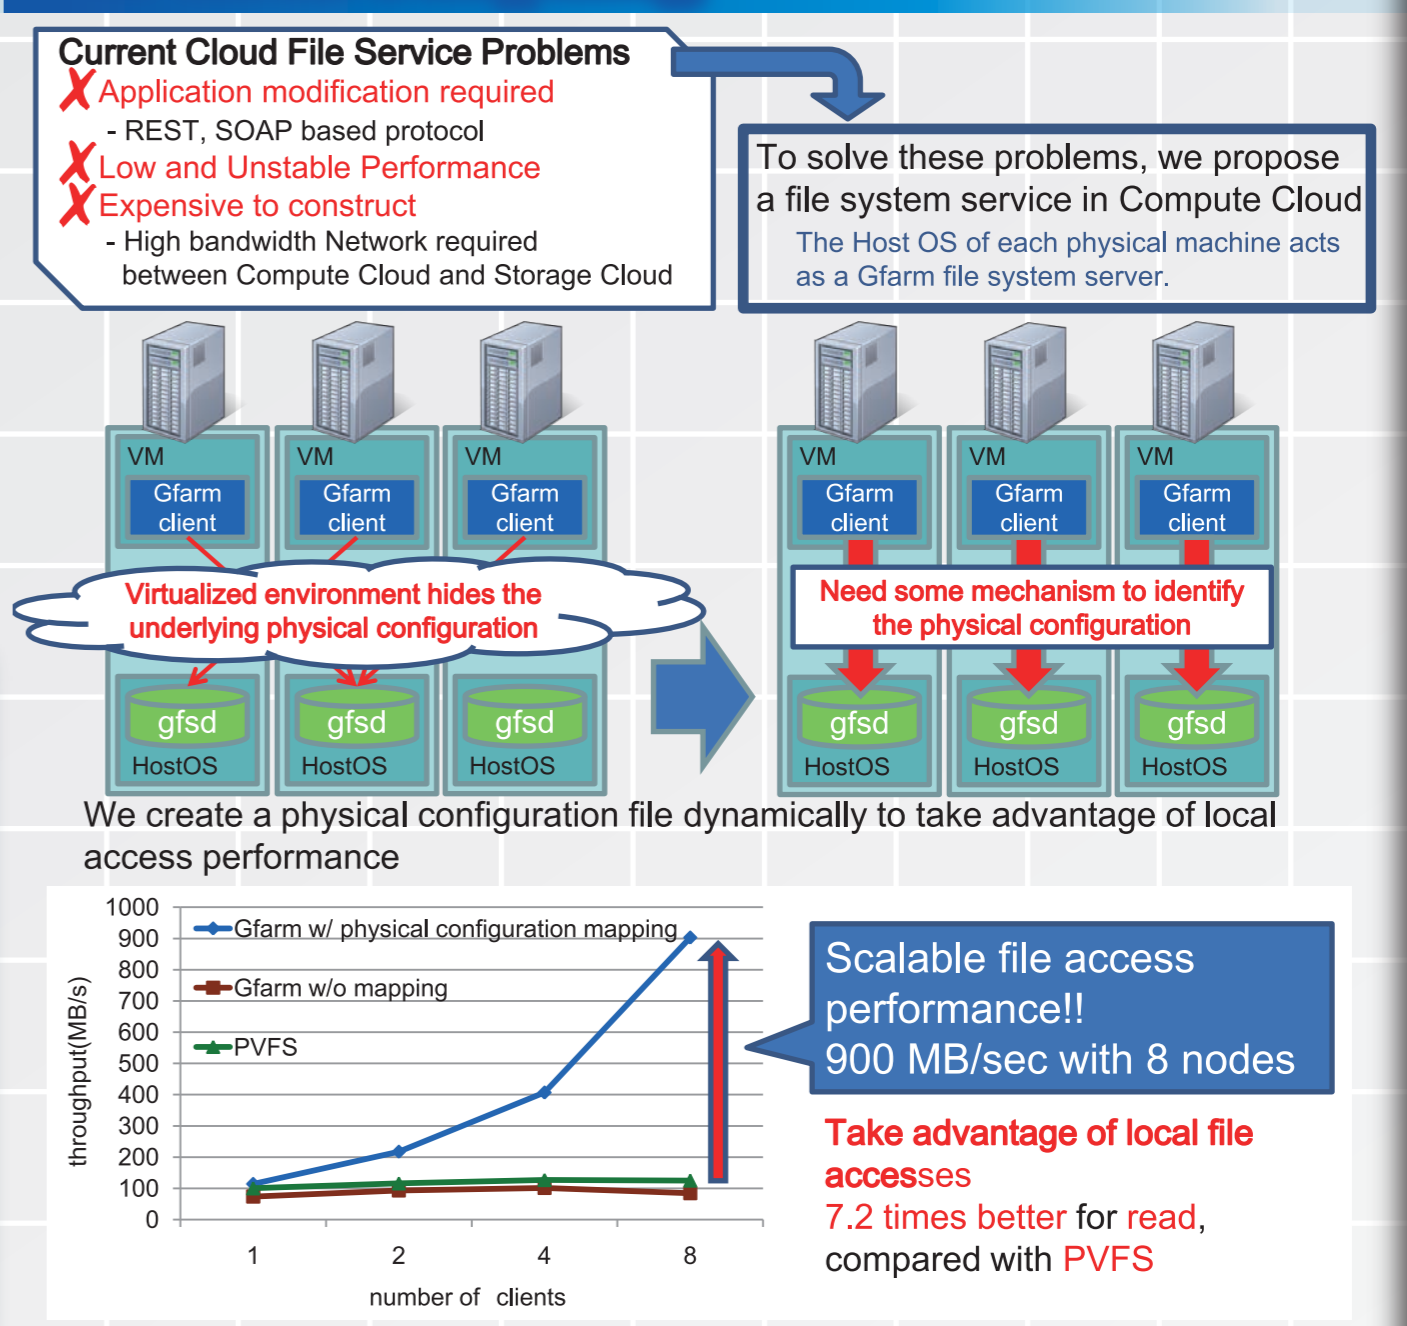 Current Cloud File Service Problems
✗Application modification required
- REST, SOAP based protocol
✗Low and Unstable Performance
✗Expensive to construct
- High bandwidth Network required
between Compute Cloud and Storage Cloud
To solve these problems, we propose
a file system service in Compute Cloud
The Host OS of each physical machine acts
as a Gfarm file system server.
VM
Gfarm
client
VM
Gfarm
client
VM
Gfarm
client
Virtualized environment hides the
underlying physical configuration
gfsd
HostOS
gfsd
HostOS
gfsd
HostOS
VM
Gfarm
client
VM
Gfarm
client
VM
Gfarm
client
Need some mechanism to identify
the physical configuration
gfsd
HostOS
gfsd
HostOS
gfsd
HostOS
We create a physical configuration file dynamically to take advantage of local
access performance
throughput(MB/s)
1000
900
800
700
600
500
400
300
200
100
0
Gfarm w/ physical configuration mapping
Gfarm w/o mapping
PVFS
1 2 4 8
number of clients
Scalable file access
performance!!
900 MB/sec with 8 nodes
Take advantage of local file
accesses
7.2 times better for read,
compared with PVFS